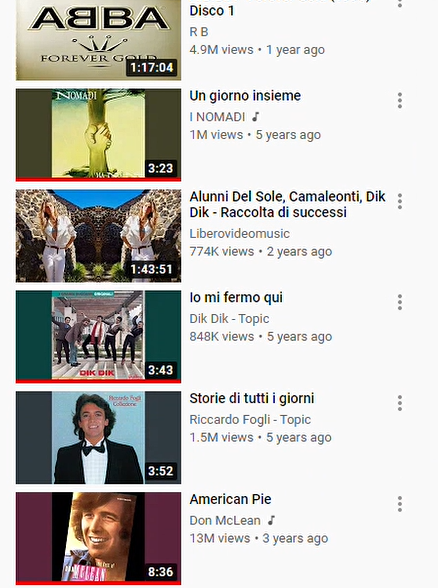 ABBA
FOREVER GOLD
1:17:04
Disco 1
R B
4.9M views • 1 year ago
I NOMADI
3:23
Un giorno insieme
I NOMADI
1M views • 5 years ago
1:43:51
Alunni Del Sole, Camaleonti, Dik
Dik - Raccolta di successi
Liberovideomusic
774K views • 2 years ago
DIK DIK
3:43
Io mi fermo qui
Dik Dik - Topic
848K views • 5 years ago
Riccardo Fogli
Collezione
3:52
Storie di tutti i giorni
Riccardo Fogli - Topic
1.5M views • 5 years ago
8:36
American Pie
Don McLean
13M views • 3 years ago